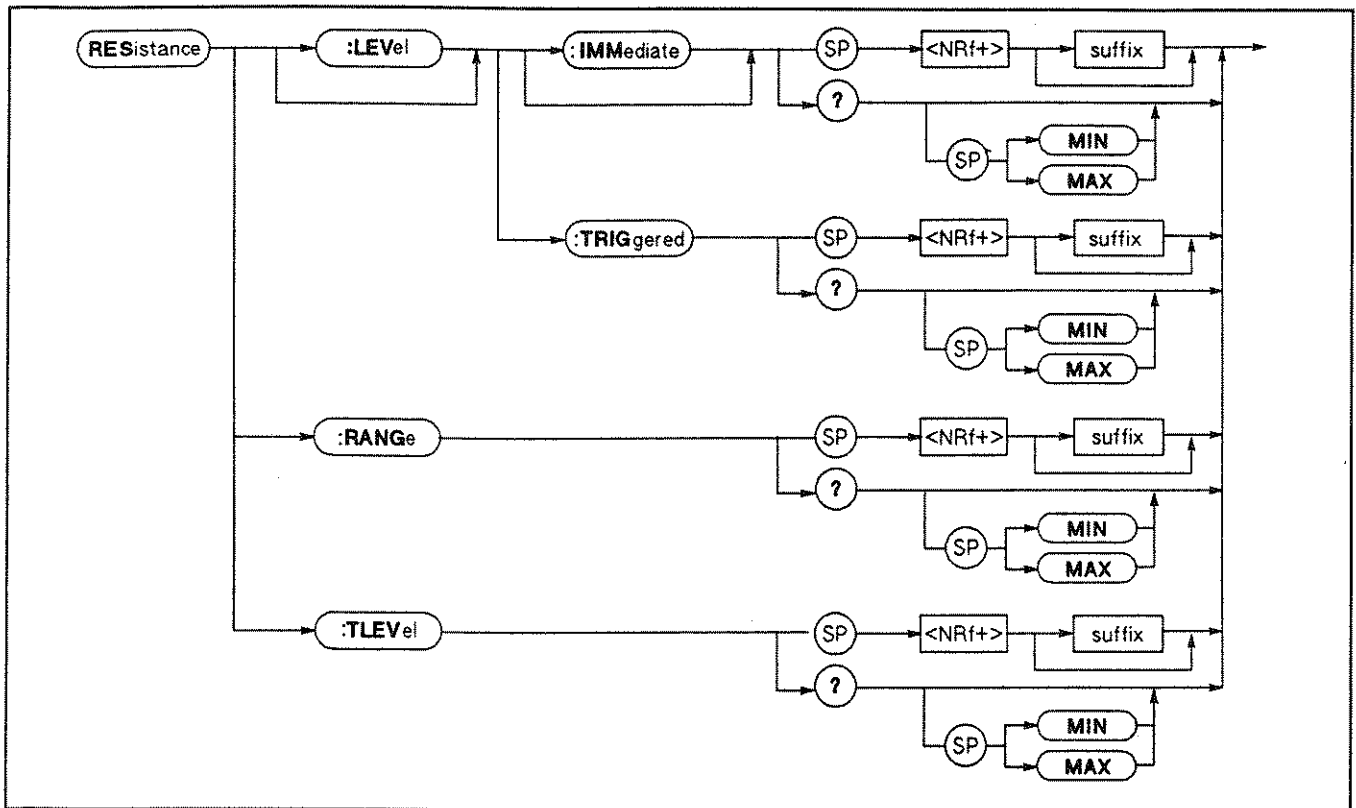 RESistance :LEVel :IMMediate SP <NRf+> suffix
?
SP MIN
MAX
:TRIGgered SP <NRf+> suffix
?
SP MIN
MAX
:RANGe SP <NRf+> suffix
?
SP MIN
MAX
:TLEVel SP <NRf+> suffix
?
SP MIN
MAX